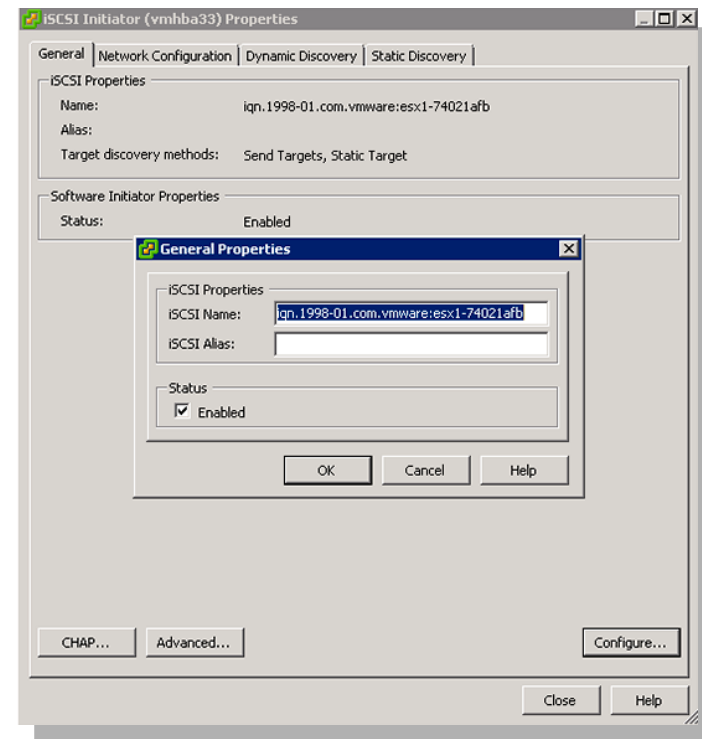 iSCSI Initiator (vmhba33) Properties
General Network Configuration Dynamic Discovery Static Discovery
iSCSI Properties
Name: iqn.1998-01.com.vmware:esx1-74021afb
Alias:
Target discovery methods: Send Targets, Static Target
Software Initiator Properties
Status: Enabled
General Properties
iSCSI Properties
iSCSI Name: iqn.1998-01.com.vmware:esx1-74021afb
iSCSI Alias:
Status
Enabled
OK Cancel Help
CHAP... Advanced... Configure...
Close Help